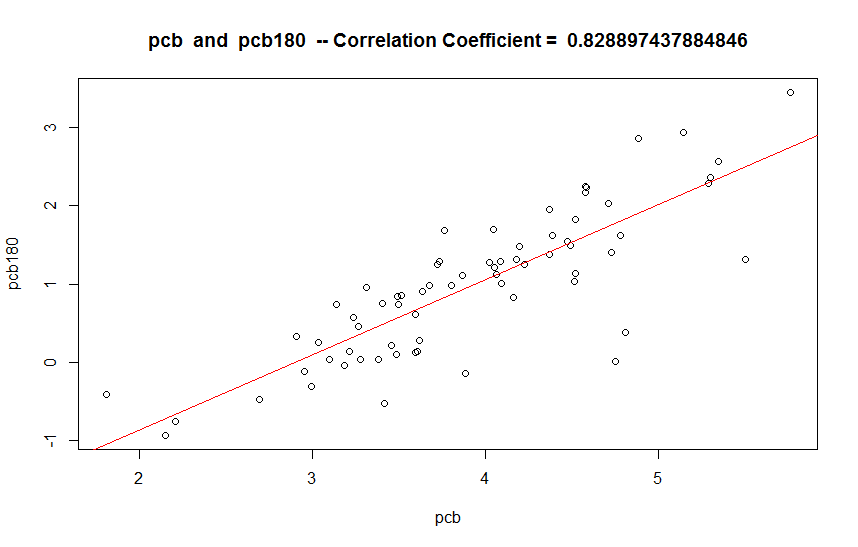 pcb and pcb180 -- Correlation Coefficient = 0.828897437884846
3
2
1
0
-1
pcb180
2 3 4 5
pcb